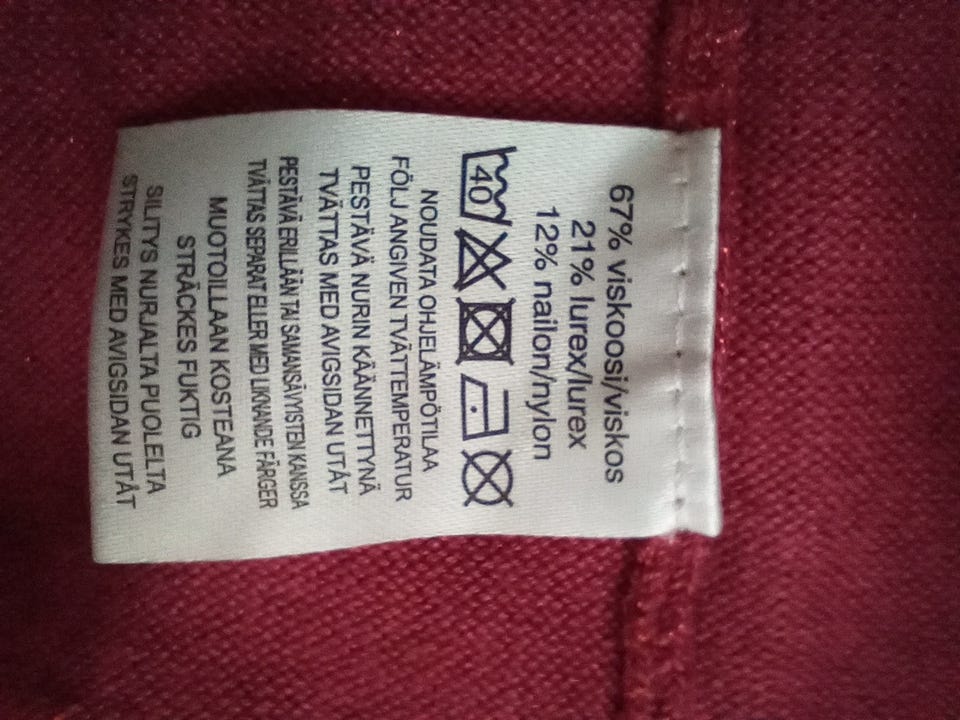 67% viskoosi/viskos
21% lurex/lurex
12% nailon/nylon
40
NOUDATA OHJELÄMPÖTILAA
FÖLJ ANGIVEN TVÄTTEMPERATUR
PESTÄVÄ NURIN KÄÄNNETTYNÄ
TVÄTTAS MED AVIGSIDAN UTÅT
PESTÄVÄ ERILLÄÄN TAI SAMANSÄVYISTEN KANSSA
TVÄTTAS SEPARAT ELLER MED LIKNANDE FÄRGER
MUOTOILLAAN KOSTEANA
STRÄCKES FUKTIG
SILITYS NURJALTA PUOLELTA
STRYKES MED AVIGSIDAN UTÅT